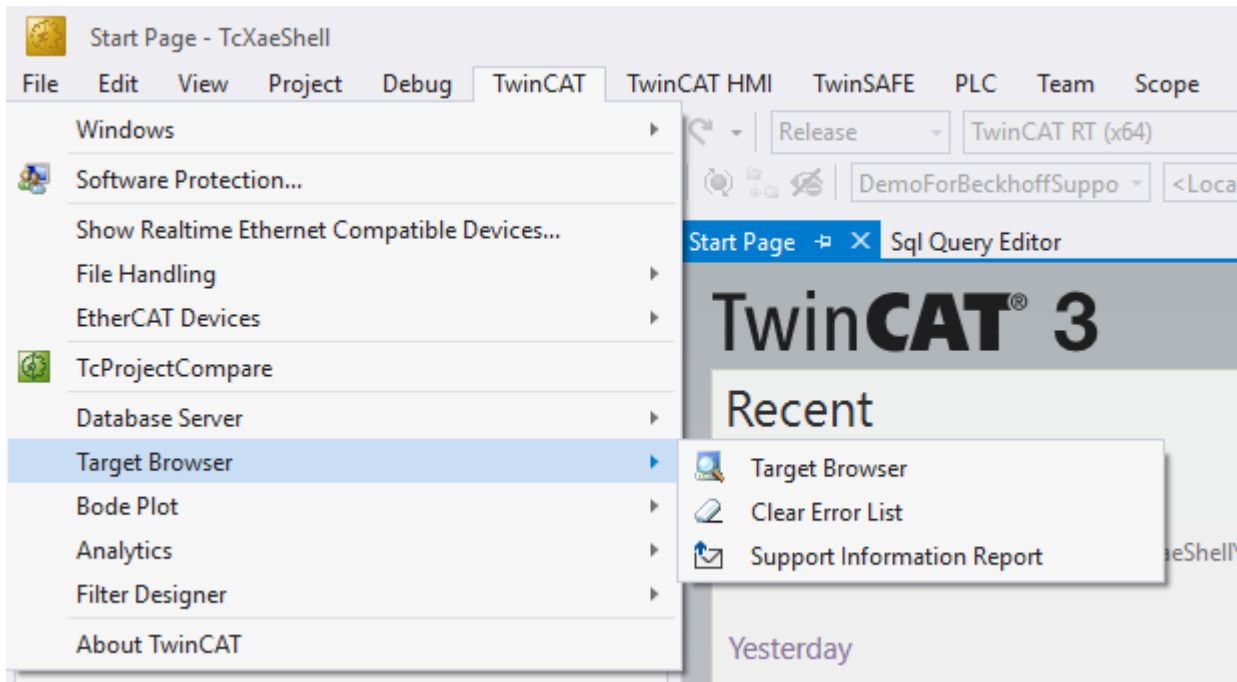 Start Page - TcXaeShell
File Edit View Project Debug TwinCAT TwinCAT HMI TwinSAFE PLC Team Scope
Windows
Release TwinCAT RT (x64)
Software Protection...
DemoForBeckhoffSuppo <Loca
Show Realtime Ethernet Compatible Devices...
Start Page Sql Query Editor
File Handling
EtherCAT Devices
TwinCAT® 3
TcProjectCompare
Recent
Database Server
Target Browser
Target Browser
Bode Plot
Clear Error List
Analytics
Support Information Report
aeShell\
Filter Designer
About TwinCAT
Yesterday